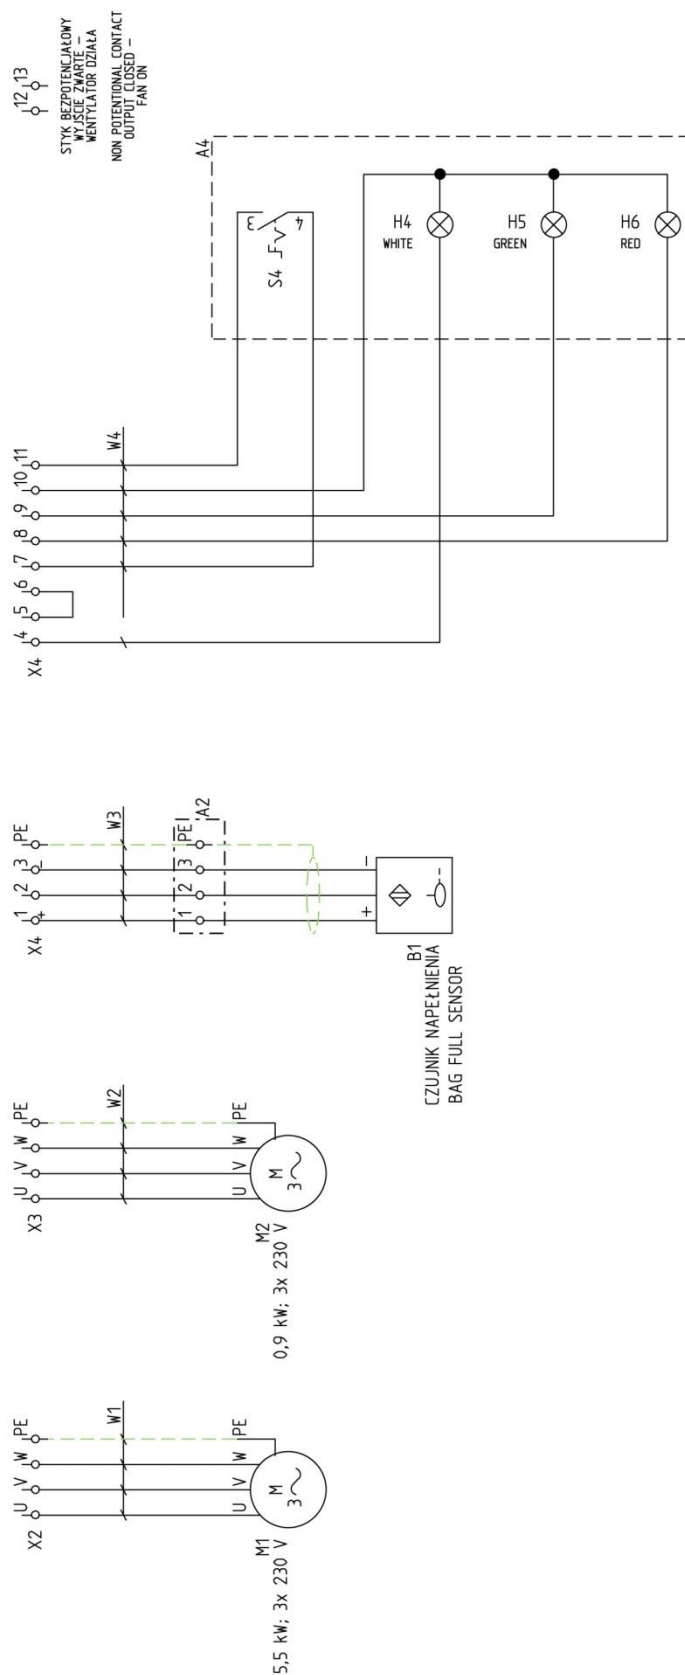 X2
U
V
W
PE
W1
U
V
W
PE
M
3
M1
5,5 kW; 3x 230 V
X3
U
V
W
PE
W2
U
V
W
PE
M
3
M2
0,9 kW; 3x 230 V
X4
1
2
3
PE
+
-
W3
1
2
3
PE
A2
+
-
B1
CZUJNIK NAPEŁNIENIA
BAG FULL SENSOR
X4
4
5
6
7
8
9
10
11
W4
S4
3
4
A4
H4
WHITE
H5
GREEN
H6
RED
12
13
STYK BEZPOTENCJAŁOWY
WYJŚCIE ZWARTE –
WENTYLATOR DZIAŁA
NON POTENTIONAL CONTACT
OUTPUT CLOSED –
FAN ON